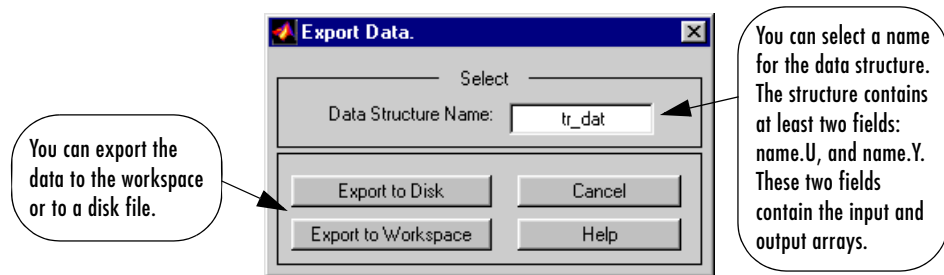 Export Data.
Select
Data Structure Name: tr_dat
Export to Disk
Cancel
Export to Workspace
Help
You can export the
data to the workspace
or to a disk file.
You can select a name
for the data structure.
The structure contains
at least two fields:
name.U, and name.Y.
These two fields
contain the input and
output arrays.